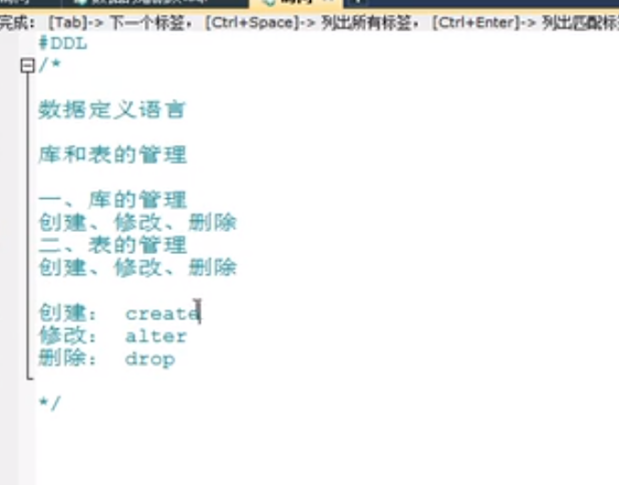 完成: [Tab]-> 下一个标签, [Ctrl+Space]-> 列出所有标签, [Ctrl+Enter]-> 列出匹配标
#DDL
/*
数据定义语言
库和表的管理
一、库的管理
创建、修改、删除
二、表的管理
创建、修改、删除
创建: create
修改: alter
删除: drop
*/